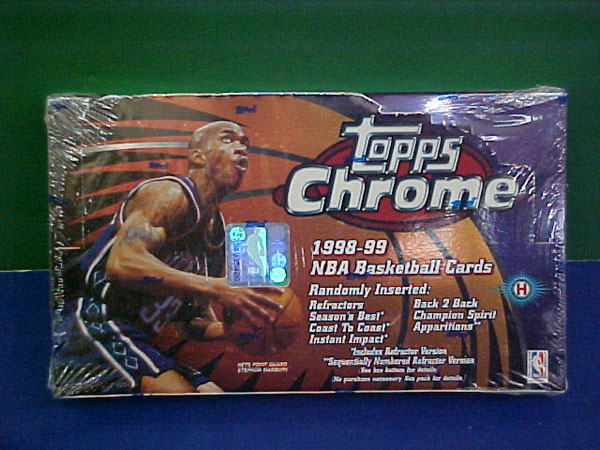 Topps
Chrome
1998-99
NBA Basketball Cards
Randomly Inserted:
Refractors
Season's Best*
Coast To Coast*
Instant Impact*
Back 2 Back
Champion Spirit
Apparitions**
*Includes Refractor Version
**Sequentially Numbered Refractor Version
(See box bottom for details)
(No purchase necessary. See pack for details.)
H
33
NETS POINT GUARD
STEPHON MARBURY
NBA